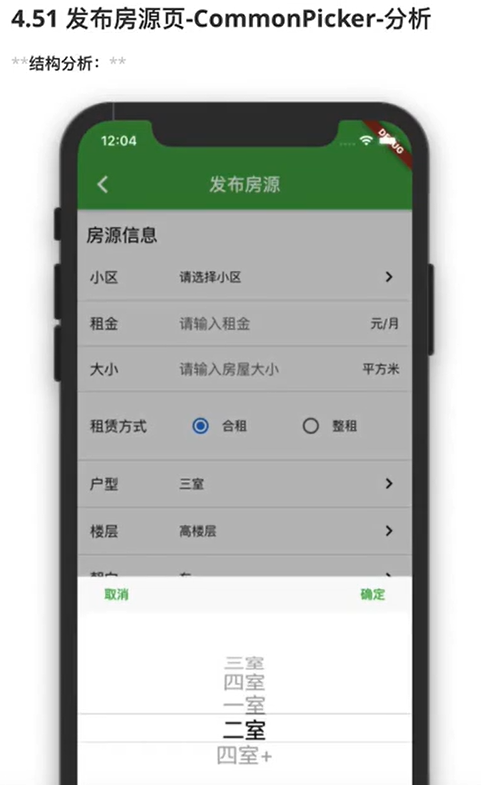 4.51 发布房源页-CommonPicker-分析
**结构分析：**
12:04
DEBUG
发布房源
房源信息
小区 请选择小区
租金 请输入租金 元/月
大小 请输入房屋大小 平方米
租赁方式 合租 整租
户型 三室
楼层 高楼层
取消 确定
三室
四室
一室
二室
四室+